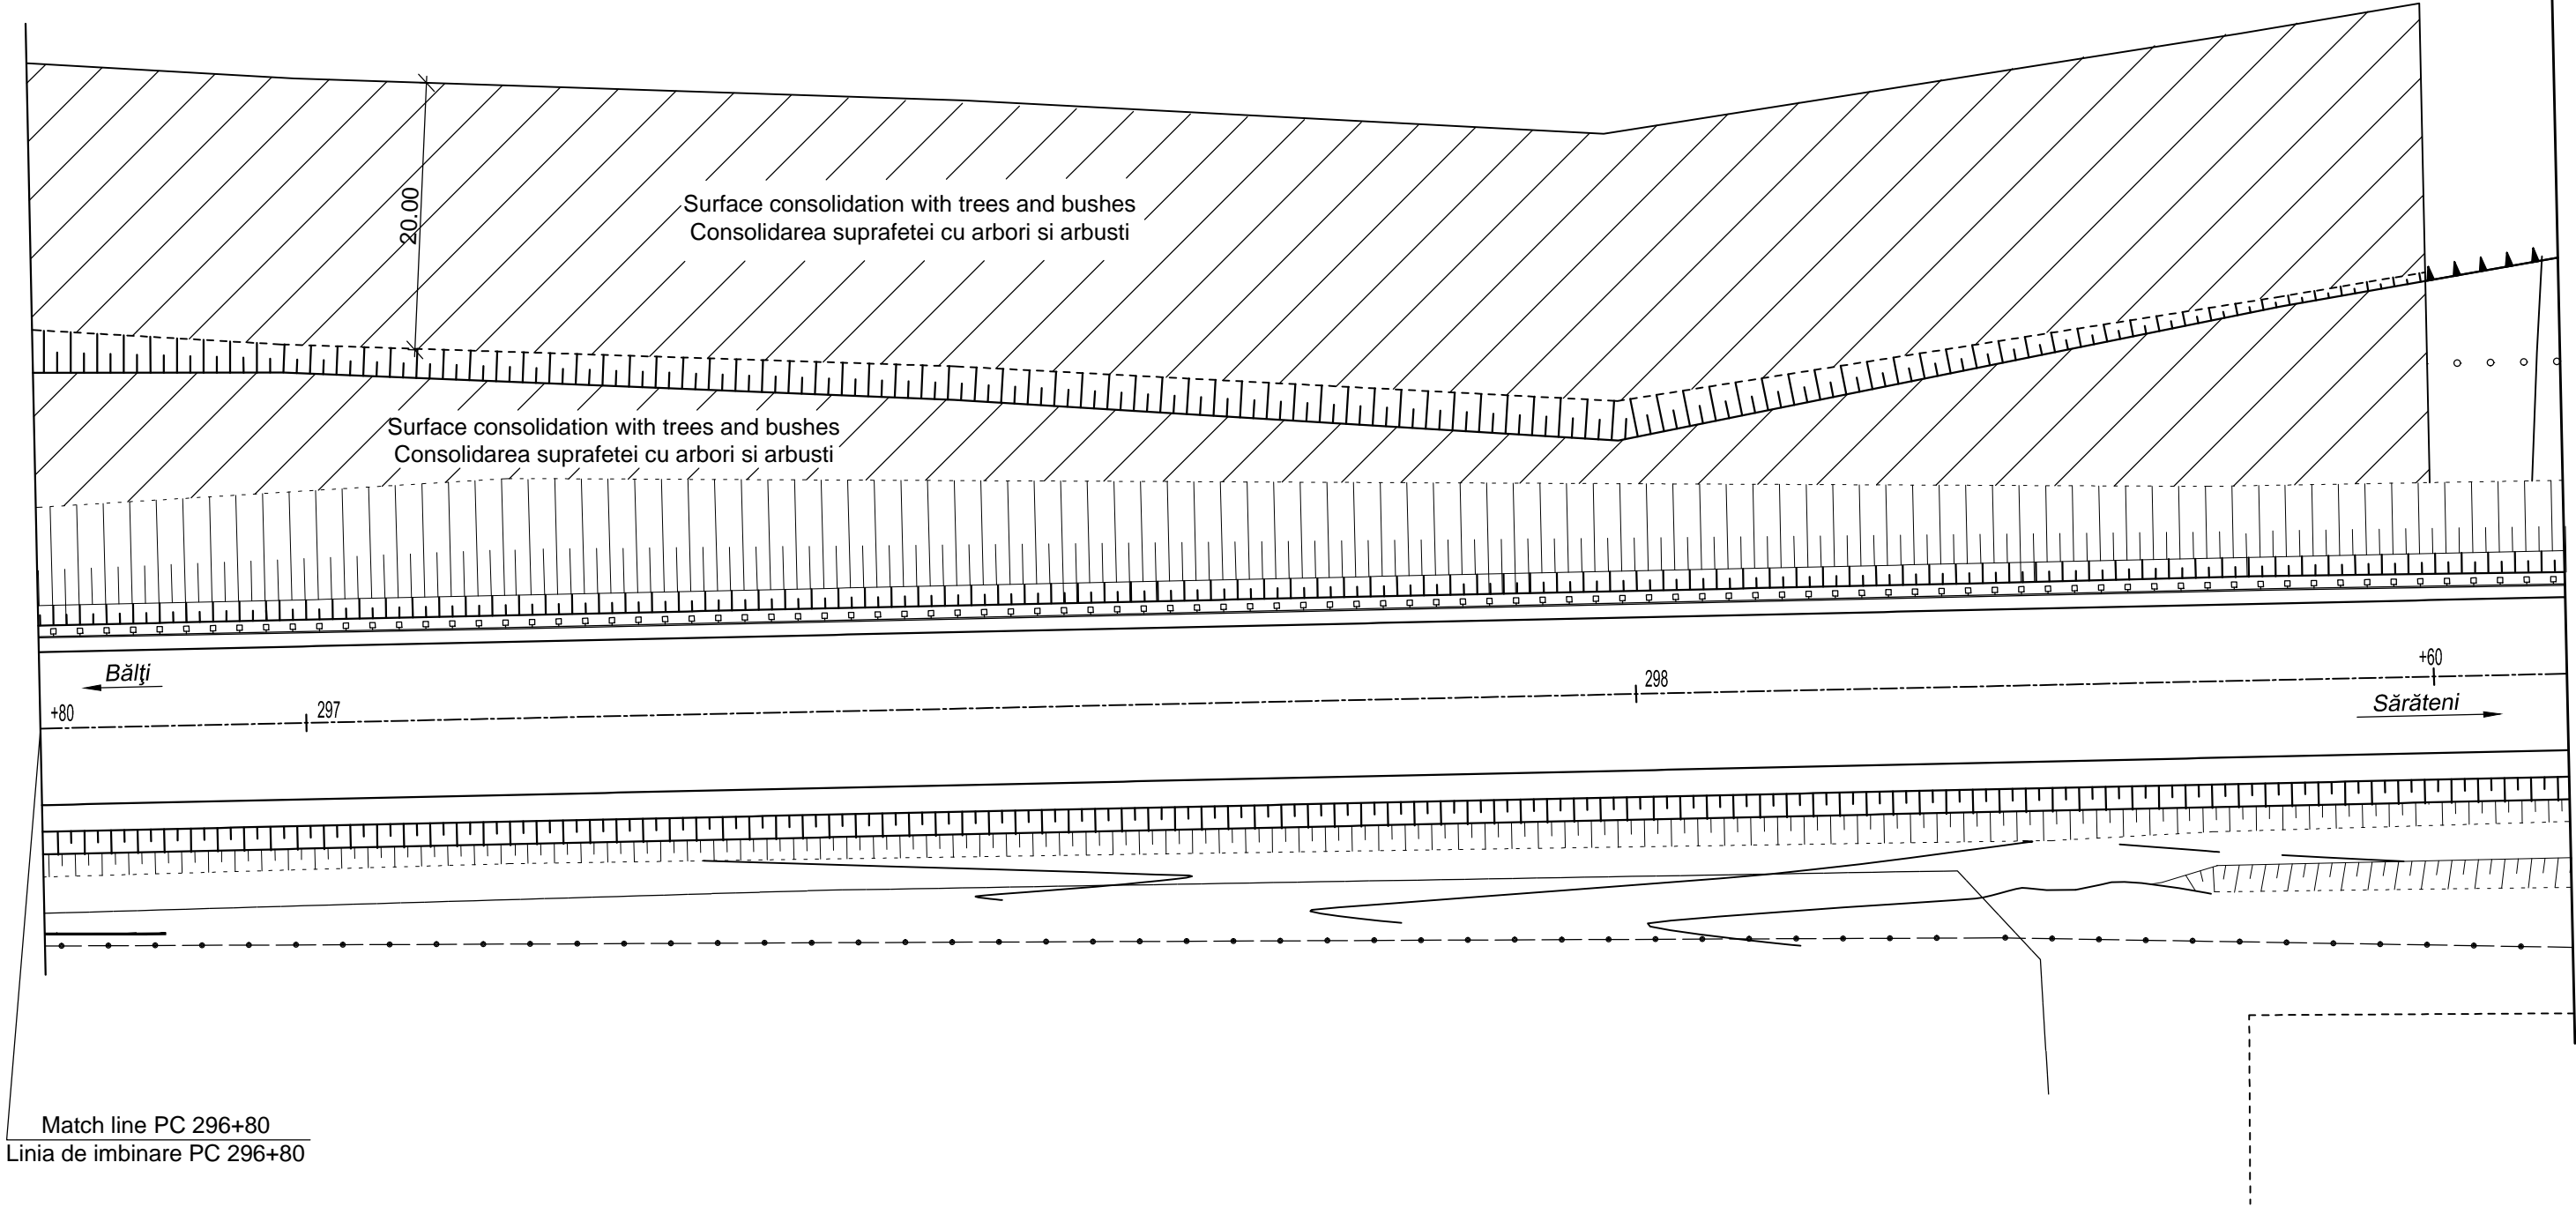 20.00
Surface consolidation with trees and bushes
Consolidarea suprafetei cu arbori si arbusti
Surface consolidation with trees and bushes
Consolidarea suprafetei cu arbori si arbusti
Bălţi
+80
297
298
+60
Sărăteni
Match line PC 296+80
Linia de imbinare PC 296+80